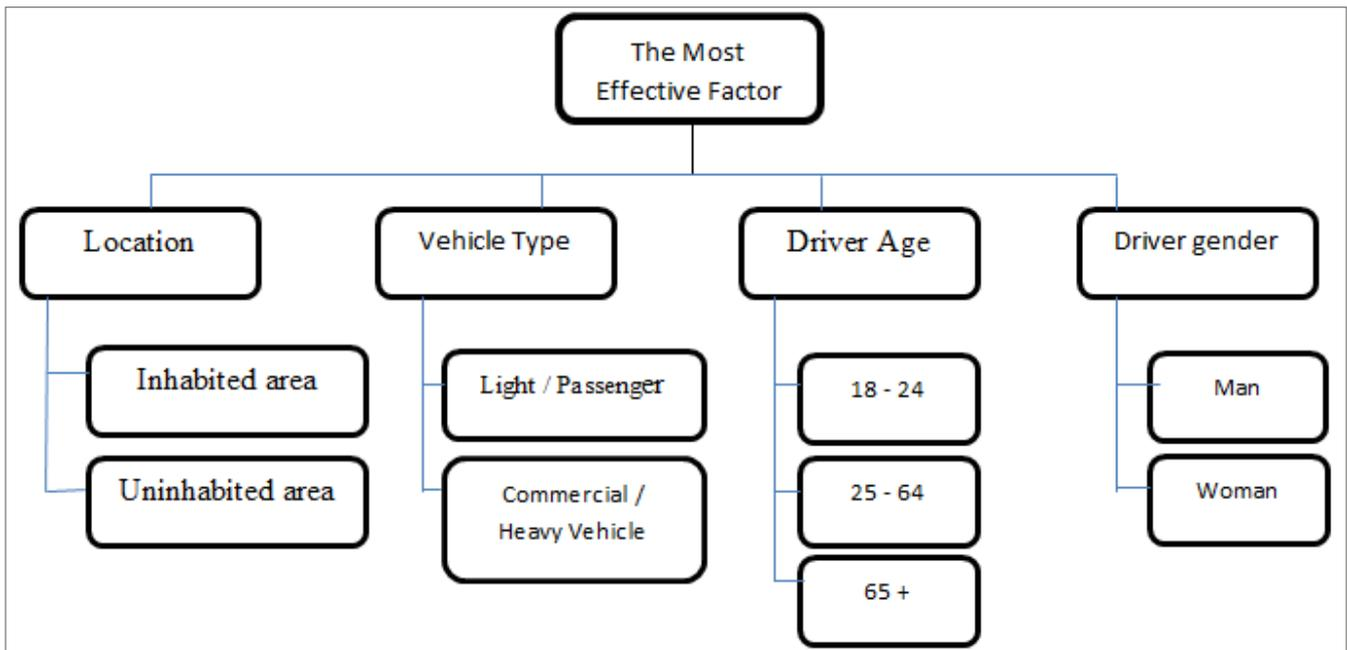 The Most
Effective Factor
Location
Vehicle Type
Driver Age
Driver gender
Inhabited area
Uninhabited area
Light / Passenger
Commercial /
Heavy Vehicle
18 - 24
25 - 64
65 +
Man
Woman